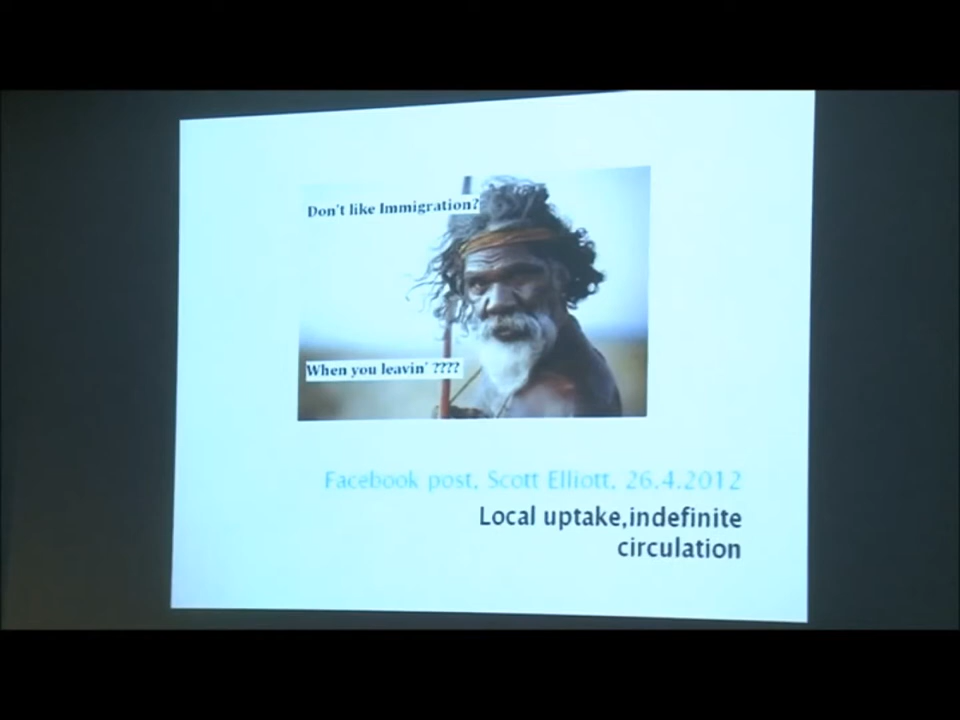 Don't like Immigration?
When you leavin' ????
Facebook post, Scott Elliott, 26.4.2012
Local uptake,indefinite
circulation